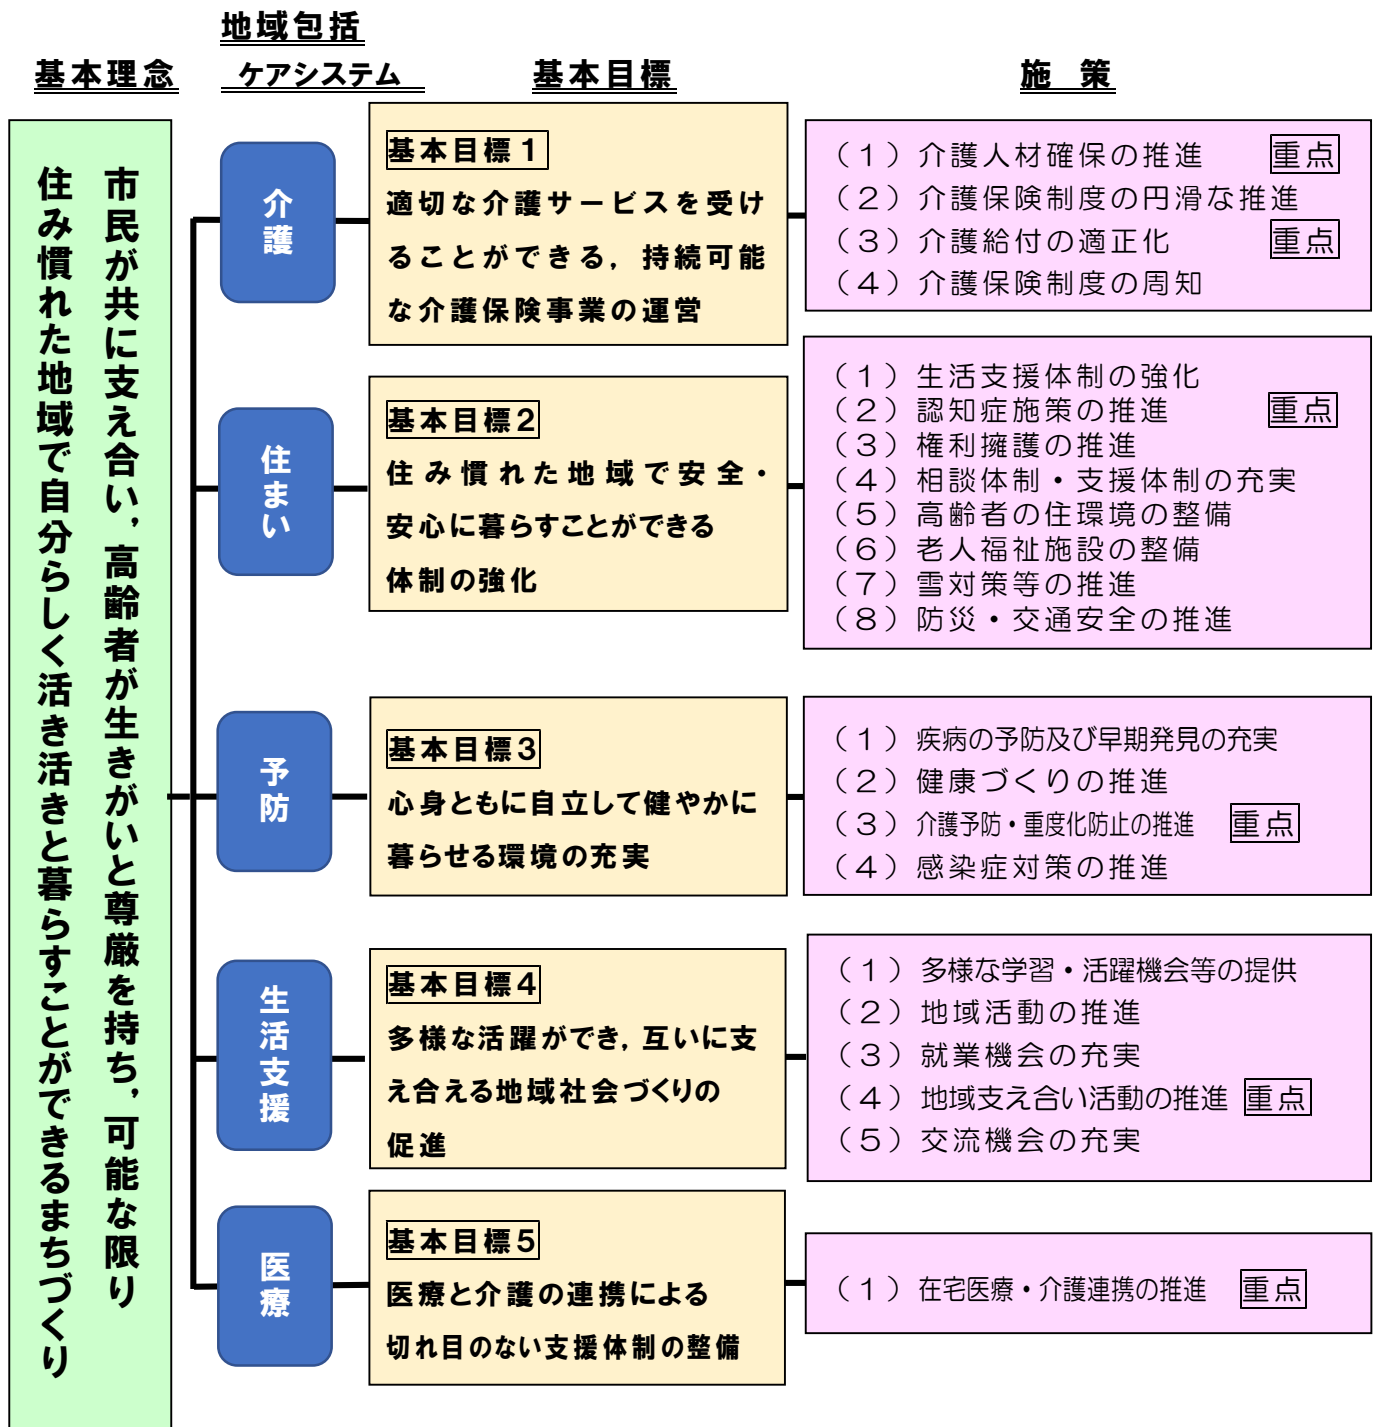 地域包括
基本理念　ケアシステム　基本目標　施　策
市民が共に支え合い，高齢者が生きがいと尊厳を持ち，可能な限り
住み慣れた地域で自分らしく活き活きと暮らすことができるまちづくり
介護
基本目標１
適切な介護サービスを受け
ることができる，持続可能
な介護保険事業の運営
（１）介護人材確保の推進　重点
（２）介護保険制度の円滑な推進
（３）介護給付の適正化　重点
（４）介護保険制度の周知
住まい
基本目標２
住み慣れた地域で安全・
安心に暮らすことができる
体制の強化
（１）生活支援体制の強化
（２）認知症施策の推進　重点
（３）権利擁護の推進
（４）相談体制・支援体制の充実
（５）高齢者の住環境の整備
（６）老人福祉施設の整備
（７）雪対策等の推進
（８）防災・交通安全の推進
予防
基本目標３
心身ともに自立して健やかに
暮らせる環境の充実
（１）疾病の予防及び早期発見の充実
（２）健康づくりの推進
（３）介護予防・重度化防止の推進　重点
（４）感染症対策の推進
生活支援
基本目標４
多様な活躍ができ，互いに支
え合える地域社会づくりの
促進
（１）多様な学習・活躍機会等の提供
（２）地域活動の推進
（３）就業機会の充実
（４）地域支え合い活動の推進　重点
（５）交流機会の充実
医療
基本目標５
医療と介護の連携による
切れ目のない支援体制の整備
（１）在宅医療・介護連携の推進　重点